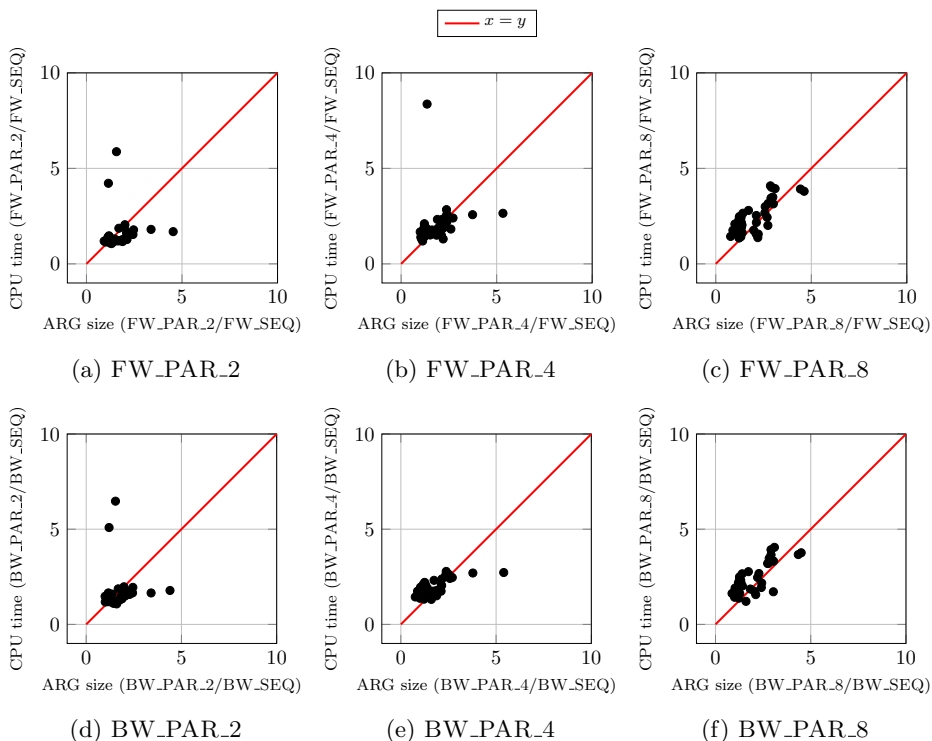 x = y
CPU time (FW_PAR_2/FW_SEQ)
10
5
0
0
5
10
ARG size (FW_PAR_2/FW_SEQ)
(a) FW_PAR_2
CPU time (FW_PAR_4/FW_SEQ)
10
5
0
0
5
10
ARG size (FW_PAR_4/FW_SEQ)
(b) FW_PAR_4
CPU time (FW_PAR_8/FW_SEQ)
10
5
0
0
5
10
ARG size (FW_PAR_8/FW_SEQ)
(c) FW_PAR_8
CPU time (BW_PAR_2/BW_SEQ)
10
5
0
0
5
10
ARG size (BW_PAR_2/BW_SEQ)
(d) BW_PAR_2
CPU time (BW_PAR_4/BW_SEQ)
10
5
0
0
5
10
ARG size (BW_PAR_4/BW_SEQ)
(e) BW_PAR_4
CPU time (BW_PAR_8/BW_SEQ)
10
5
0
0
5
10
ARG size (BW_PAR_8/BW_SEQ)
(f) BW_PAR_8